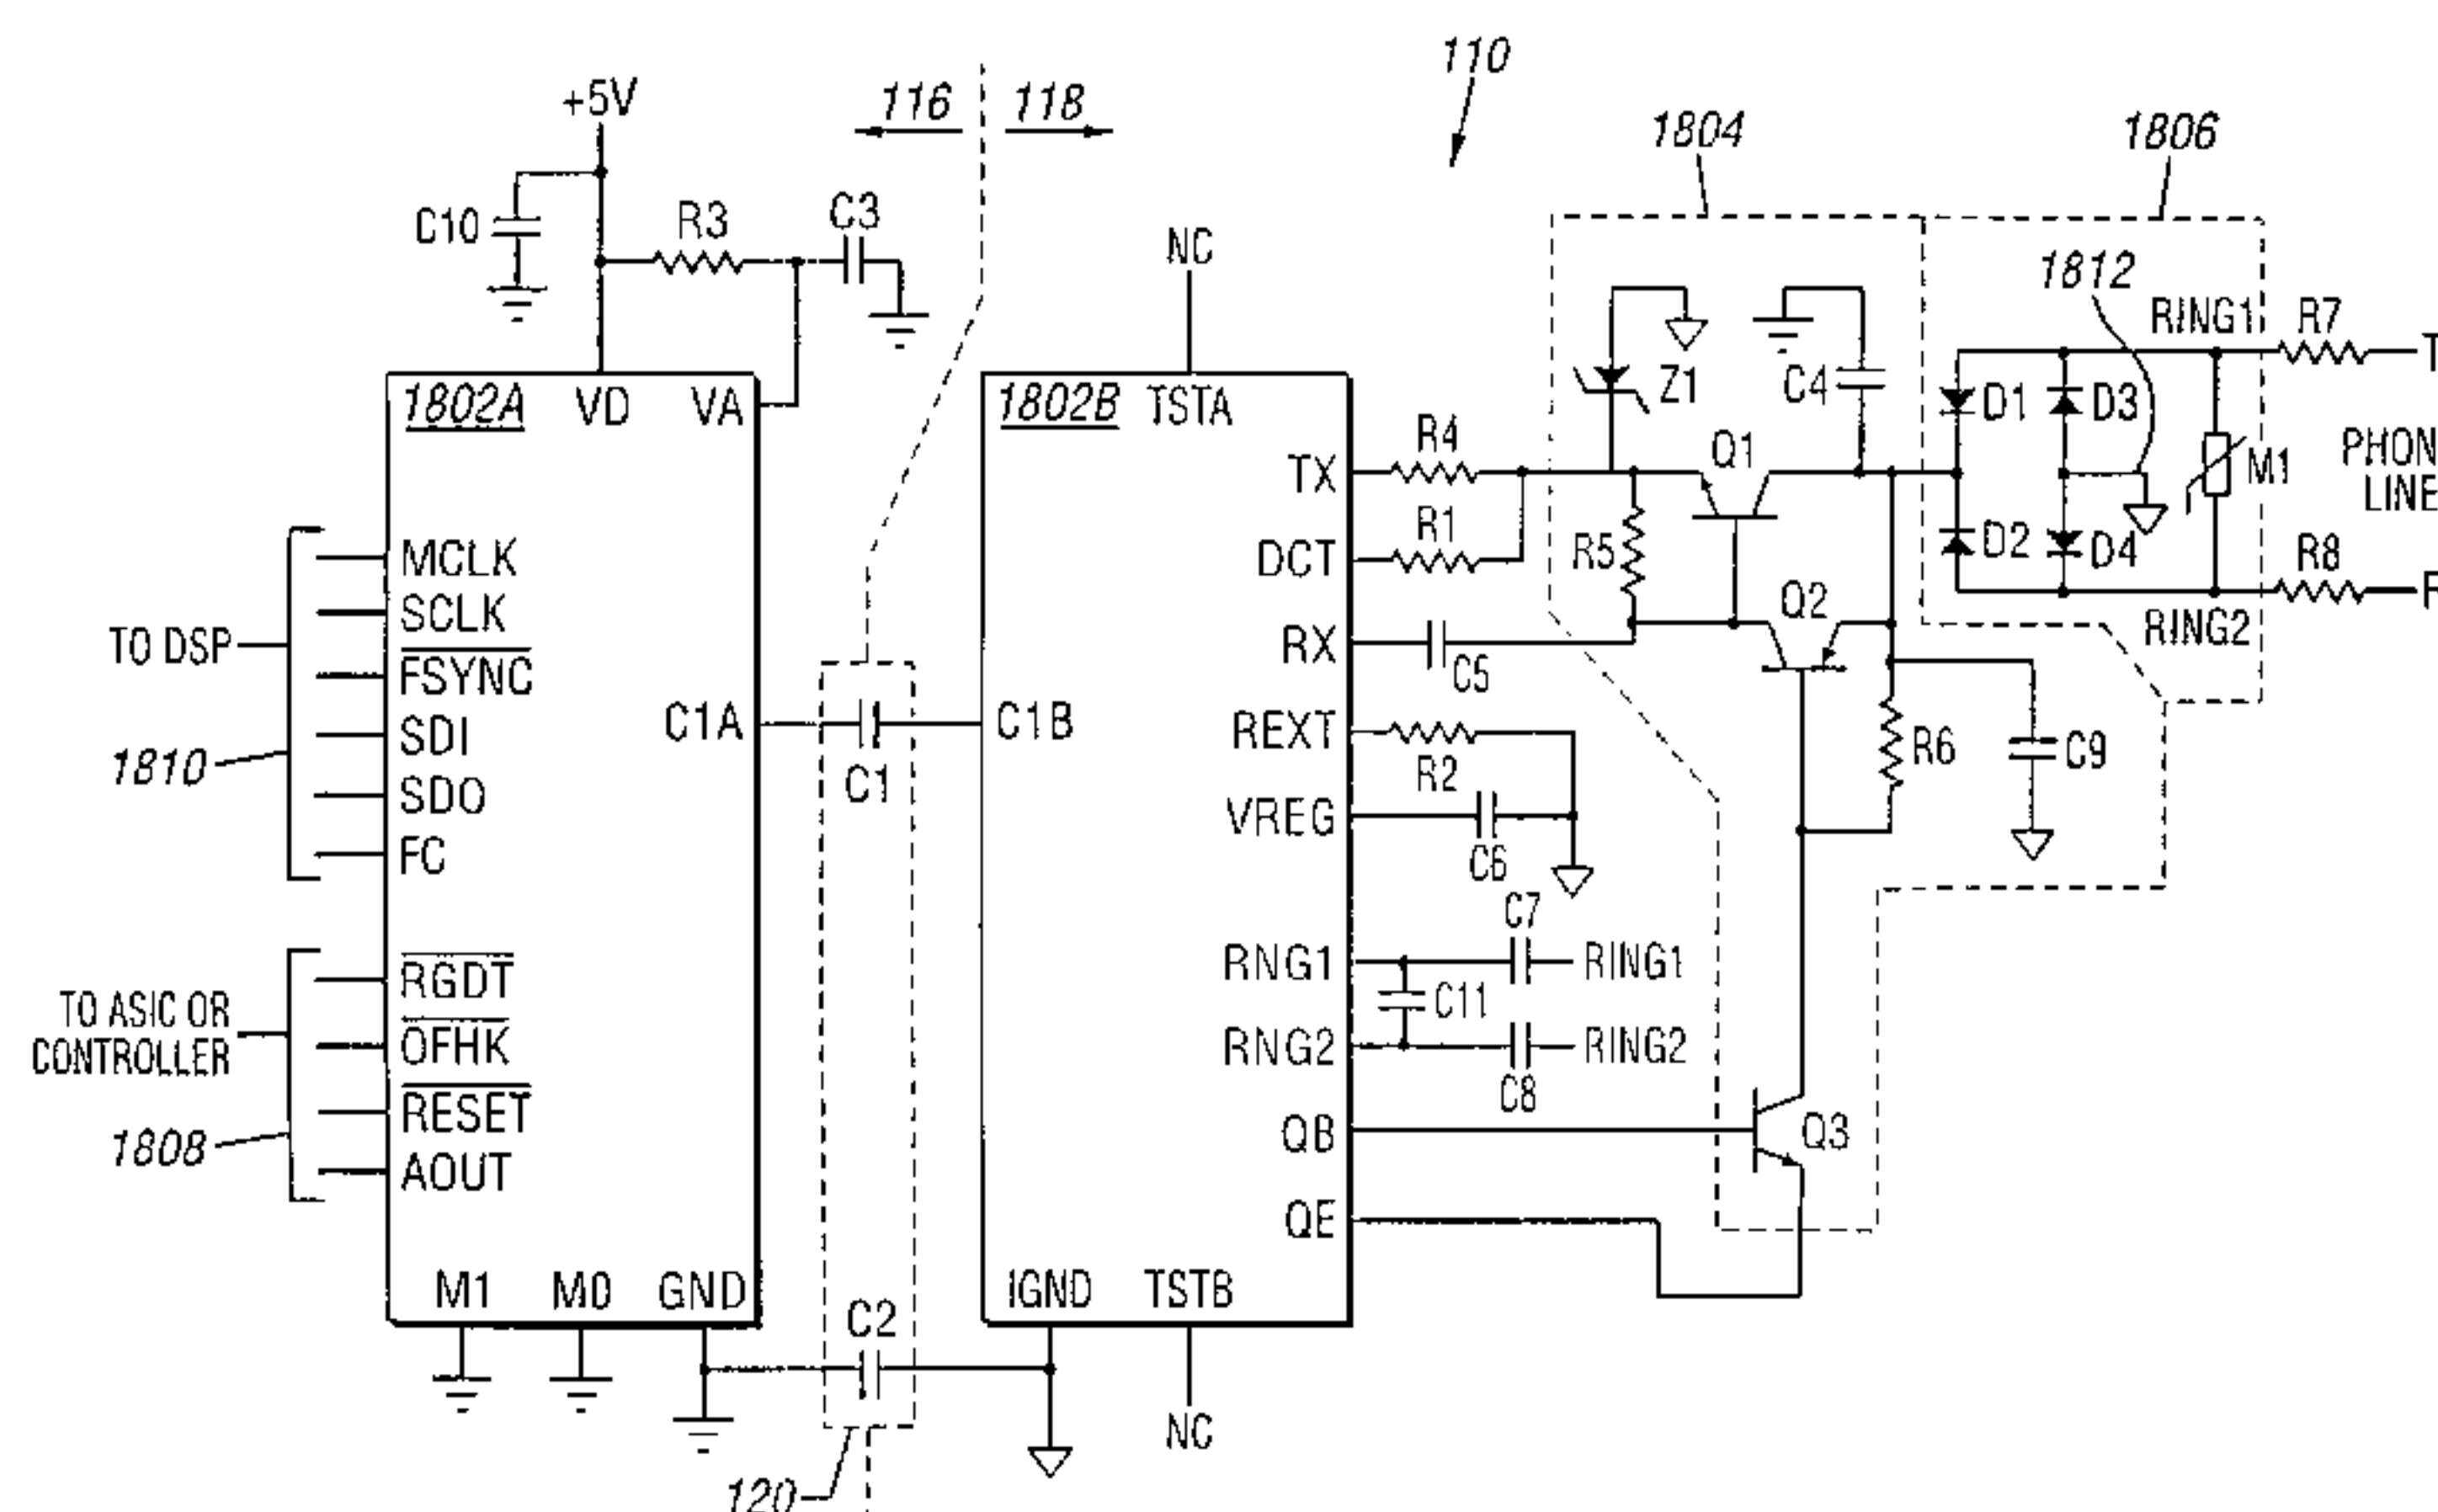 110
+5V
116
118
1804
1806
C10
R3
C3
NC
1812
RING1
R7
1802A
VD
VA
1802B
TSTA
Z1
C4
D1
D3
R4
Q1
PHON
LINE
M1
TX
R1
R5
D2
D4
R8
DCT
MCLK
SCLK
TO DSP
FSYNC
Q2
RING2
RX
C5
C1A
C1B
SDI
REXT
R2
R6
C9
1810
C1
SDO
VREG
C6
FC
C7
RNG1
RING1
RGDT
C11
TO ASIC OR
CONTROLLER
OFHK
RNG2
RING2
C8
RESET
QB
Q3
1808
AOUT
QE
M1
M0
GND
C2
IGND
TSTB
NC
120